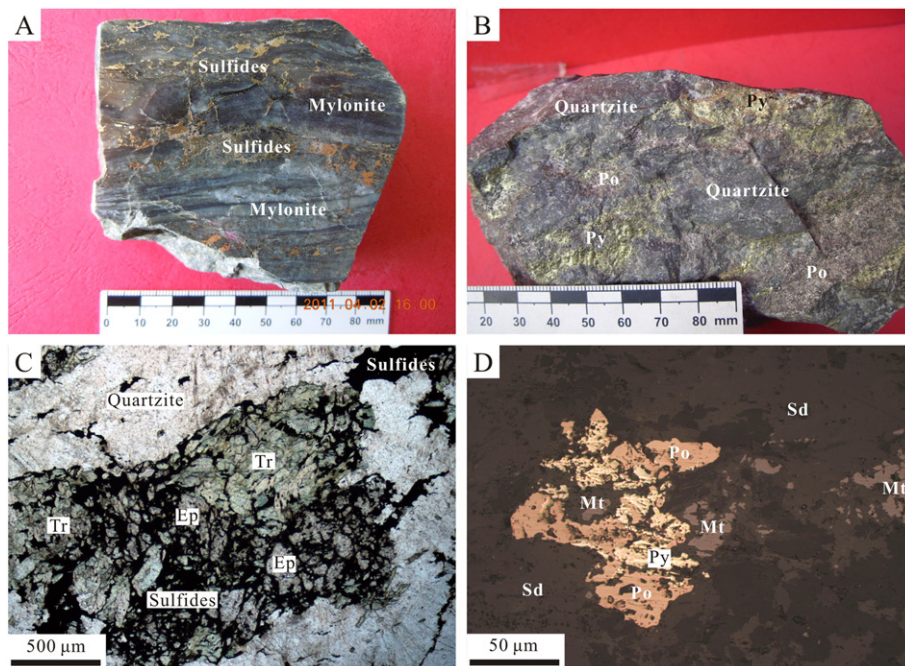 A
Sulfides
Mylonite
Sulfides
Mylonite
2011.04.02 16:00
0 10 20 30 40 50 60 70 80 mm
B
Quartzite
Py
Po
Quartzite
Py
Po
20 30 40 50 60 70 80 mm
C
Sulfides
Quartzite
Tr
Tr
Ep
Ep
Sulfides
500 μm
D
Sd
Po
Mt
Mt
Mt
Py
Sd
Po
50 μm